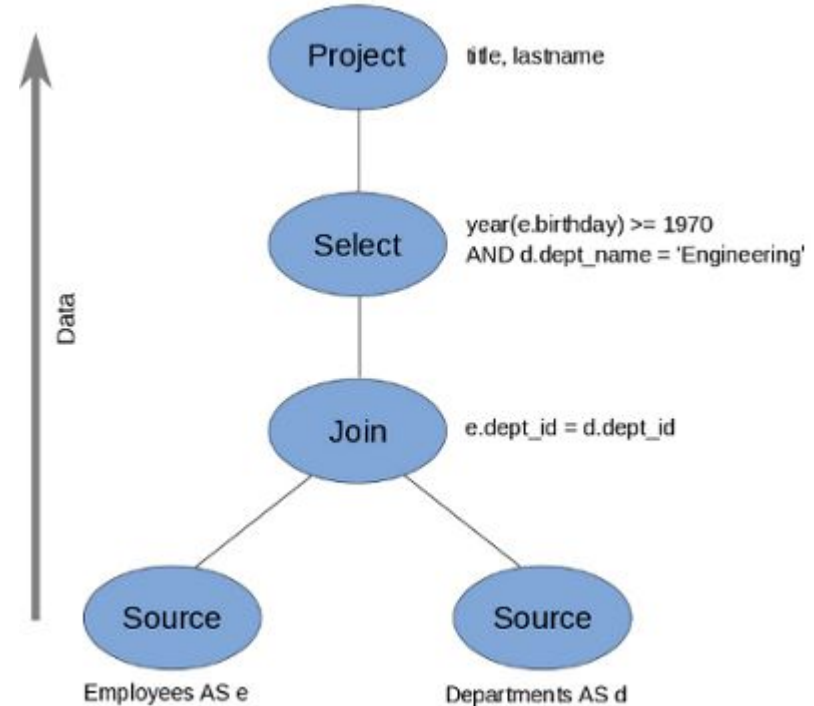 Project
title, lastname
Select
year(e.birthday) >= 1970
AND d.dept_name = 'Engineering'
Data
Join
e.dept_id = d.dept_id
Source
Source
Employees AS e
Departments AS d